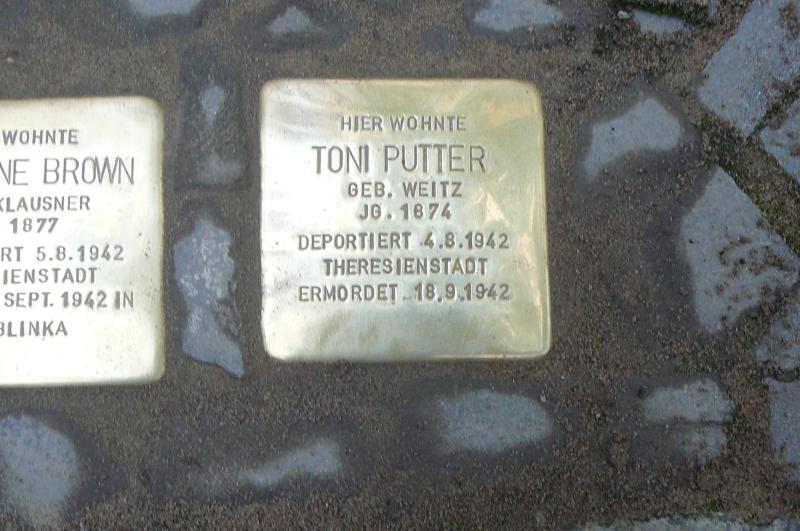 WOHNTE
NE BROWN
KLAUSNER
1877
RT 5.8.1942
IENSTADT
SEPT. 1942 IN
BLINKA
HIER WOHNTE
TONI PUTTER
GEB. WEITZ
JG. 1874
DEPORTIERT 4.8.1942
THERESIENSTADT
ERMORDET 18.9.1942